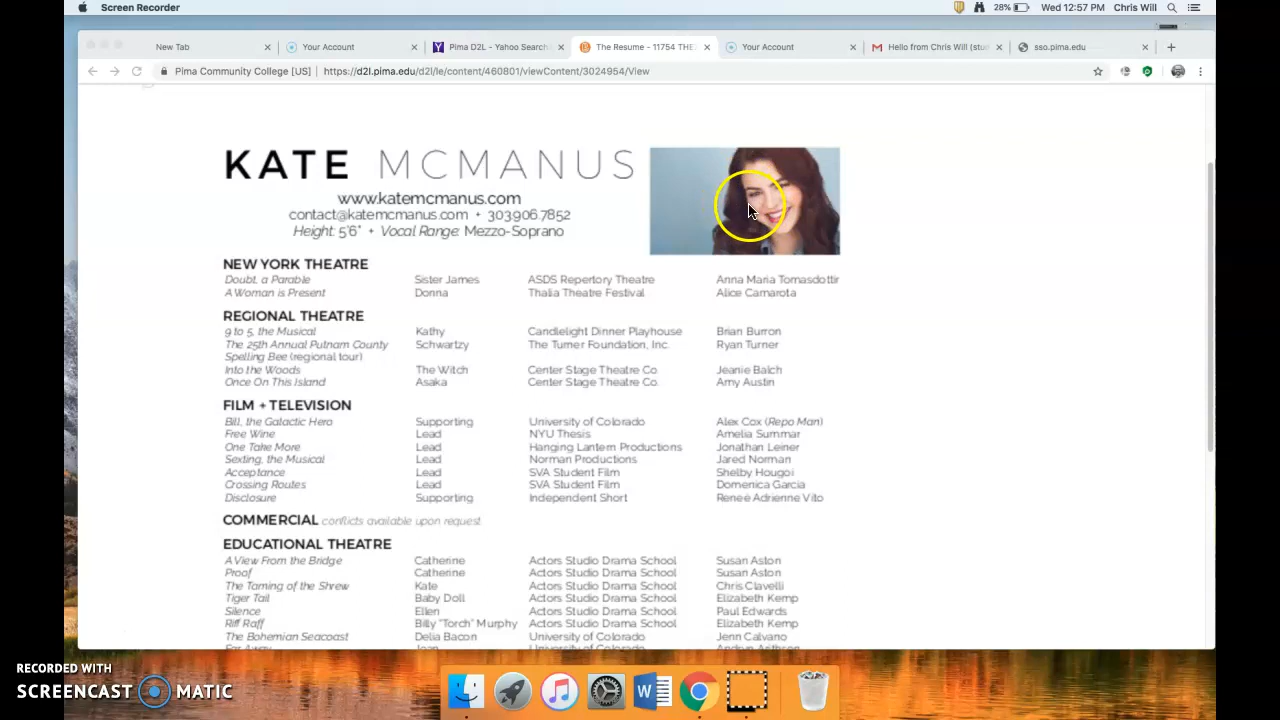 Screen Recorder 28% Wed 12:57 PM Chris Will
New Tab × Your Account × Pima D2L - Yahoo Search × The Resume - 11754 THE × Your Account × Hello from Chris Will (stu × sso.pima.edu ×
Pima Community College [US] | https://d2l.pima.edu/d2l/le/content/460801/viewContent/3024954/View
KATE MCMANUS
www.katemcmanus.com
contact@katemcmanus.com + 303.906.7852
Height: 5'6" + Vocal Range: Mezzo-Soprano
NEW YORK THEATRE
Doubt, a Parable Sister James ASDS Repertory Theatre Anna Maria Tomasdottir
A Woman is Present Donna Thalia Theatre Festival Alice Camarota
REGIONAL THEATRE
9 to 5, the Musical Kathy Candlelight Dinner Playhouse Brian Burron
The 25th Annual Putnam County Schwartzy The Turner Foundation, Inc. Ryan Turner
Spelling Bee (regional tour)
Into the Woods The Witch Center Stage Theatre Co. Jeanie Balch
Once On This Island Asaka Center Stage Theatre Co. Amy Austin
FILM + TELEVISION
Bill, the Galactic Hero Supporting University of Colorado Alex Cox (Repo Man)
Free Wine Lead NYU Thesis Amelia Summar
One Take More Lead Hanging Lantern Productions Jonathan Leiner
Sexting, the Musical Lead Norman Productions Jared Norman
Acceptance Lead SVA Student Film Shelby Hougoi
Crossing Routes Lead SVA Student Film Domenica Garcia
Disclosure Supporting Independent Short Reneé Adrienne Vito
COMMERCIAL conflicts available upon request
EDUCATIONAL THEATRE
A View From the Bridge Catherine Actors Studio Drama School Susan Aston
Proof Catherine Actors Studio Drama School Susan Aston
The Taming of the Shrew Kate Actors Studio Drama School Chris Clavelli
Tiger Tail Baby Doll Actors Studio Drama School Elizabeth Kemp
Silence Ellen Actors Studio Drama School Paul Edwards
Riff Raff Billy "Torch" Murphy Actors Studio Drama School Elizabeth Kemp
The Bohemian Seacoast Delia Bacon University of Colorado Jenn Calvano
RECORDED WITH
SCREENCAST MATIC